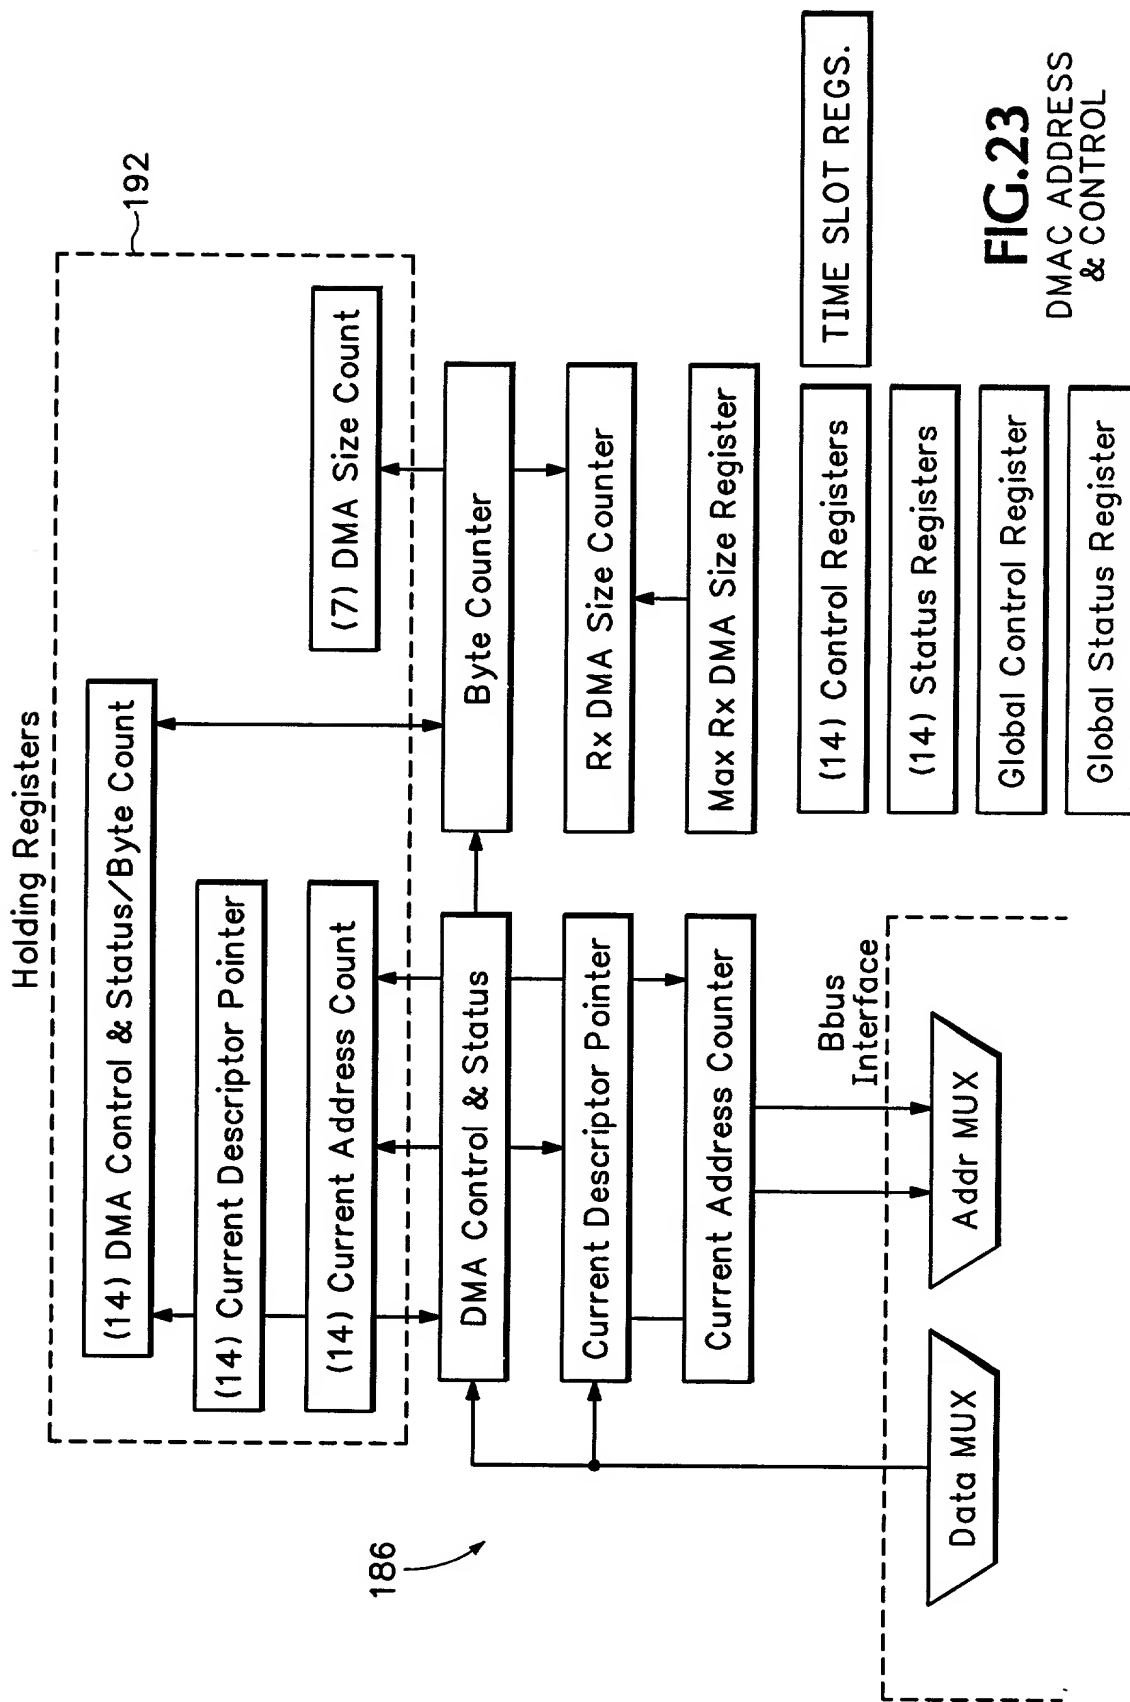 Holding Registers
192
(14) DMA Control & Status/Byte Count
(14) Current Descriptor Pointer
(14) Current Address Count
(7) DMA Size Count
186
DMA Control & Status
Byte Counter
Current Descriptor Pointer
Rx DMA Size Counter
Current Address Counter
Max Rx DMA Size Register
Bbus
Interface
Data MUX
Addr MUX
(14) Control Registers
TIME SLOT REGS.
(14) Status Registers
Global Control Register
Global Status Register
FIG.23
DMAC ADDRESS
& CONTROL